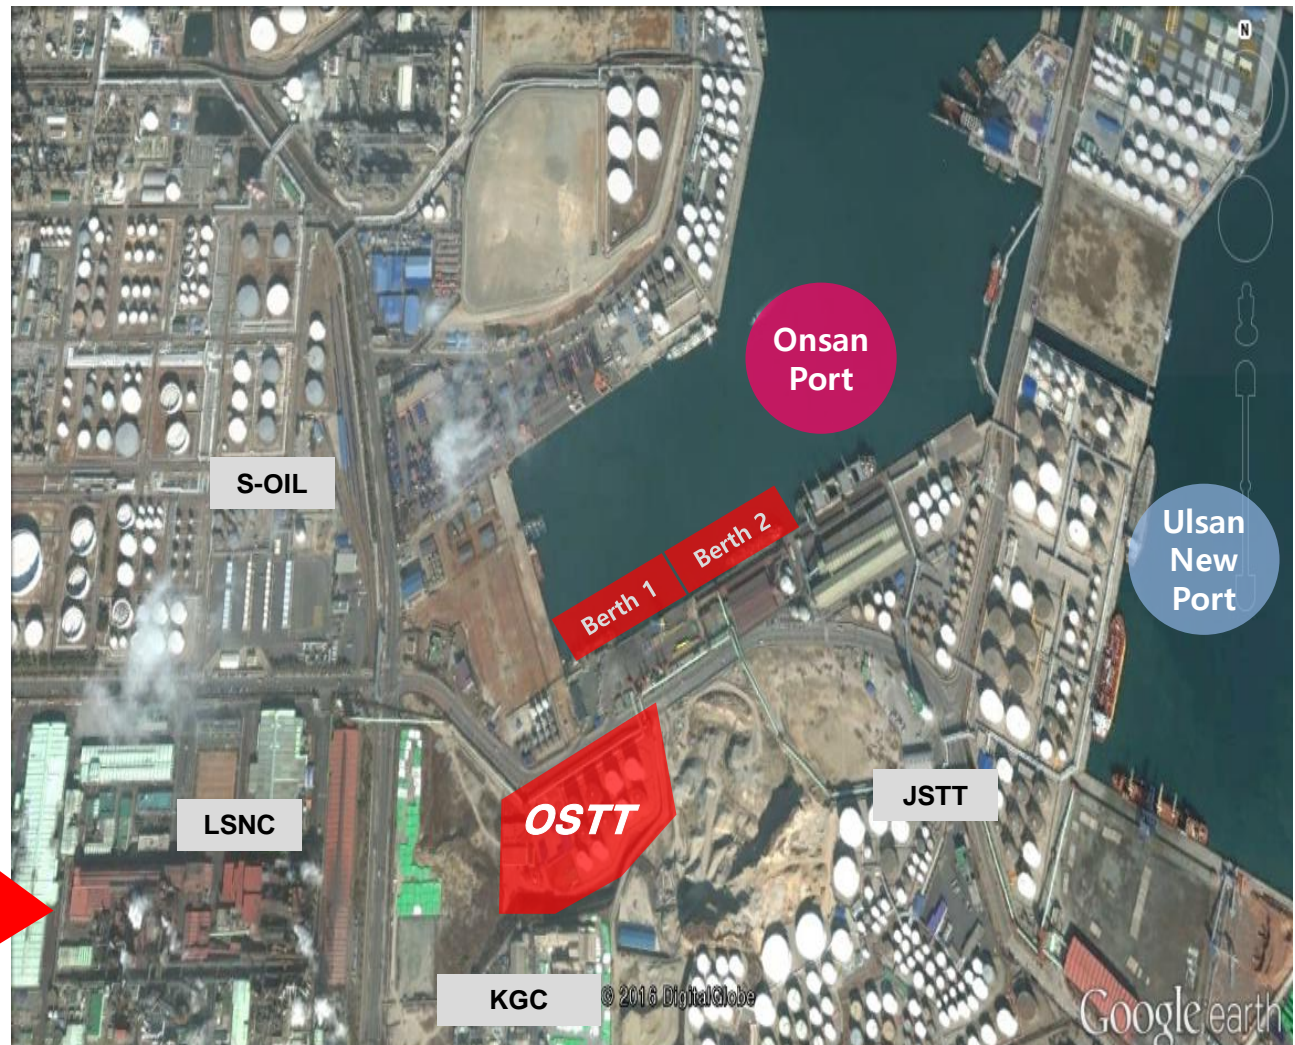 N
Onsan
Port
S-OIL
Ulsan
New
Port
Berth 1
Berth 2
JSTT
OSTT
LSNC
KGC
© 2016 DigitalGlobe
Google earth